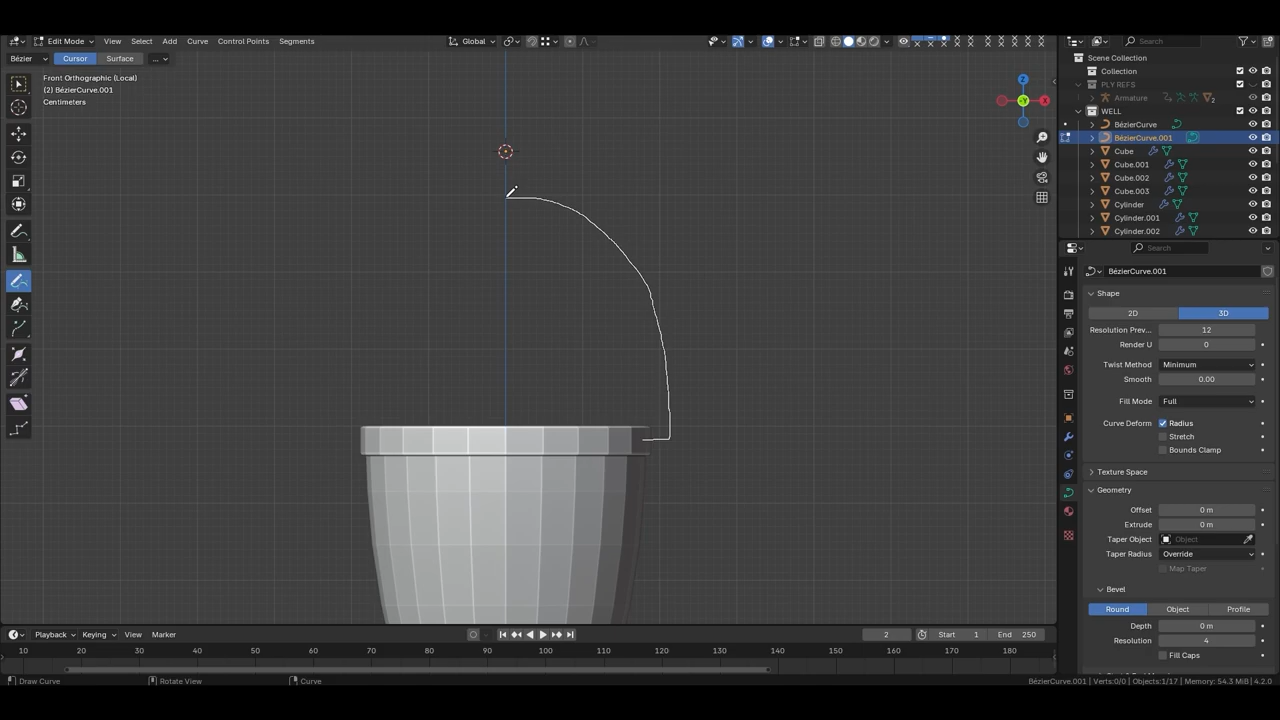 Edit Mode View Select Add Curve Control Points Segments Global Search
Bézier Cursor Surface ...
Front Orthographic (Local)
(2) BézierCurve.001
Centimeters
Z
Y
X
Scene Collection
Collection
PLY REFS
Armature 2
WELL
BézierCurve
BézierCurve.001
Cube
Cube.001
Cube.002
Cube.003
Cylinder
Cylinder.001
Cylinder.002
Search
BézierCurve.001
Shape
2D 3D
Resolution Prev... 12
Render U 0
Twist Method Minimum
Smooth 0.00
Fill Mode Full
Curve Deform Radius
Stretch
Bounds Clamp
Texture Space
Geometry
Offset 0 m
Extrude 0 m
Taper Object Object
Taper Radius Override
Map Taper
Bevel
Round Object Profile
Depth 0 m
Resolution 4
Fill Caps
Playback Keying View Marker 2 Start 1 End 250
10 20 30 40 50 60 70 80 90 100 110 120 130 140 150 160 170 180
Draw Curve Rotate View Curve BézierCurve.001 | Verts:0/0 | Objects:1/17 | Memory: 54.3 MiB | 4.2.0